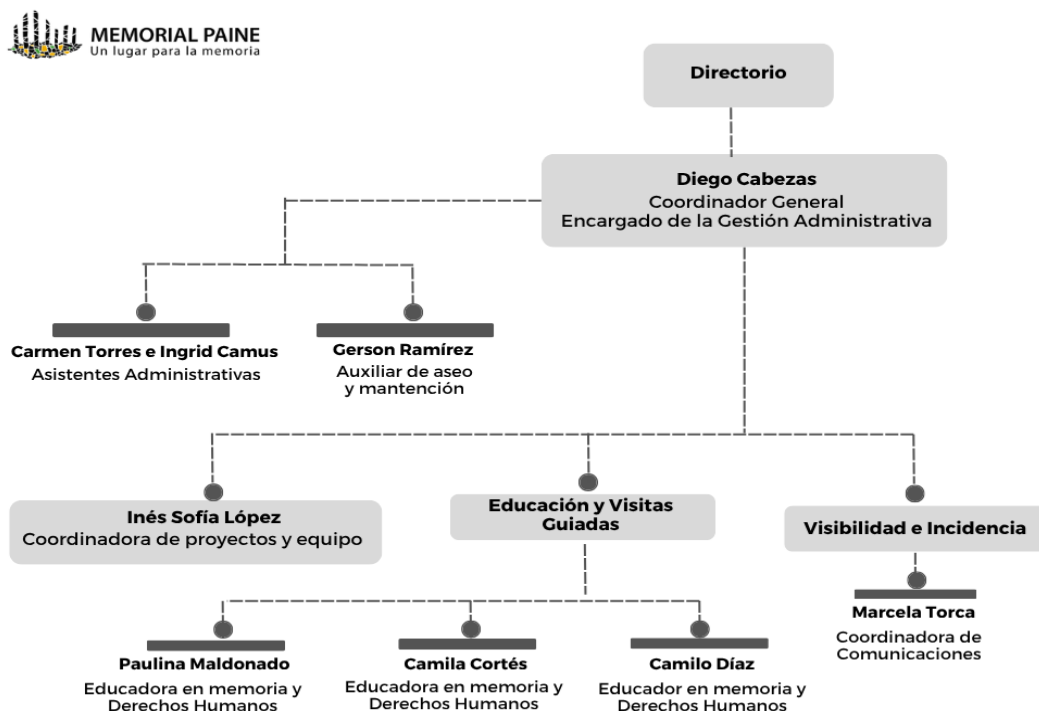 MEMORIAL PAINE
Un lugar para la memoria
Directorio
Diego Cabezas
Coordinador General
Encargado de la Gestión Administrativa
Carmen Torres e Ingrid Camus
Asistentes Administrativas
Gerson Ramírez
Auxiliar de aseo
y mantención
Inés Sofía López
Coordinadora de proyectos y equipo
Educación y Visitas
Guiadas
Visibilidad e Incidencia
Paulina Maldonado
Educadora en memoria y
Derechos Humanos
Camila Cortés
Educadora en memoria y
Derechos Humanos
Camilo Díaz
Educador en memoria y
Derechos Humanos
Marcela Torca
Coordinadora de
Comunicaciones